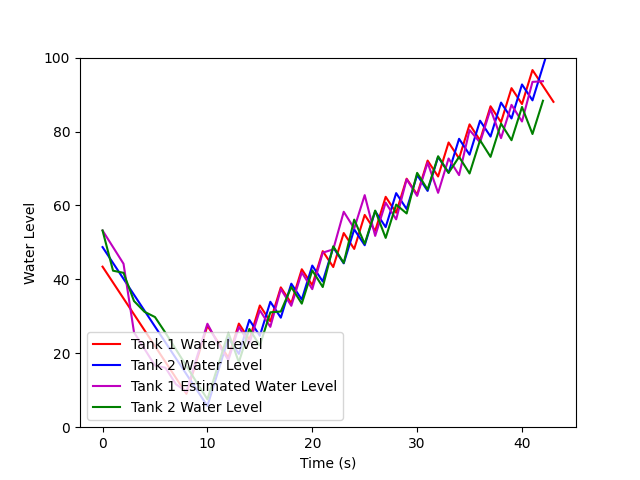 100
80
60
40
20
0
Water Level
Tank 1 Water Level
Tank 2 Water Level
Tank 1 Estimated Water Level
Tank 2 Water Level
0 10 20 30 40
Time (s)